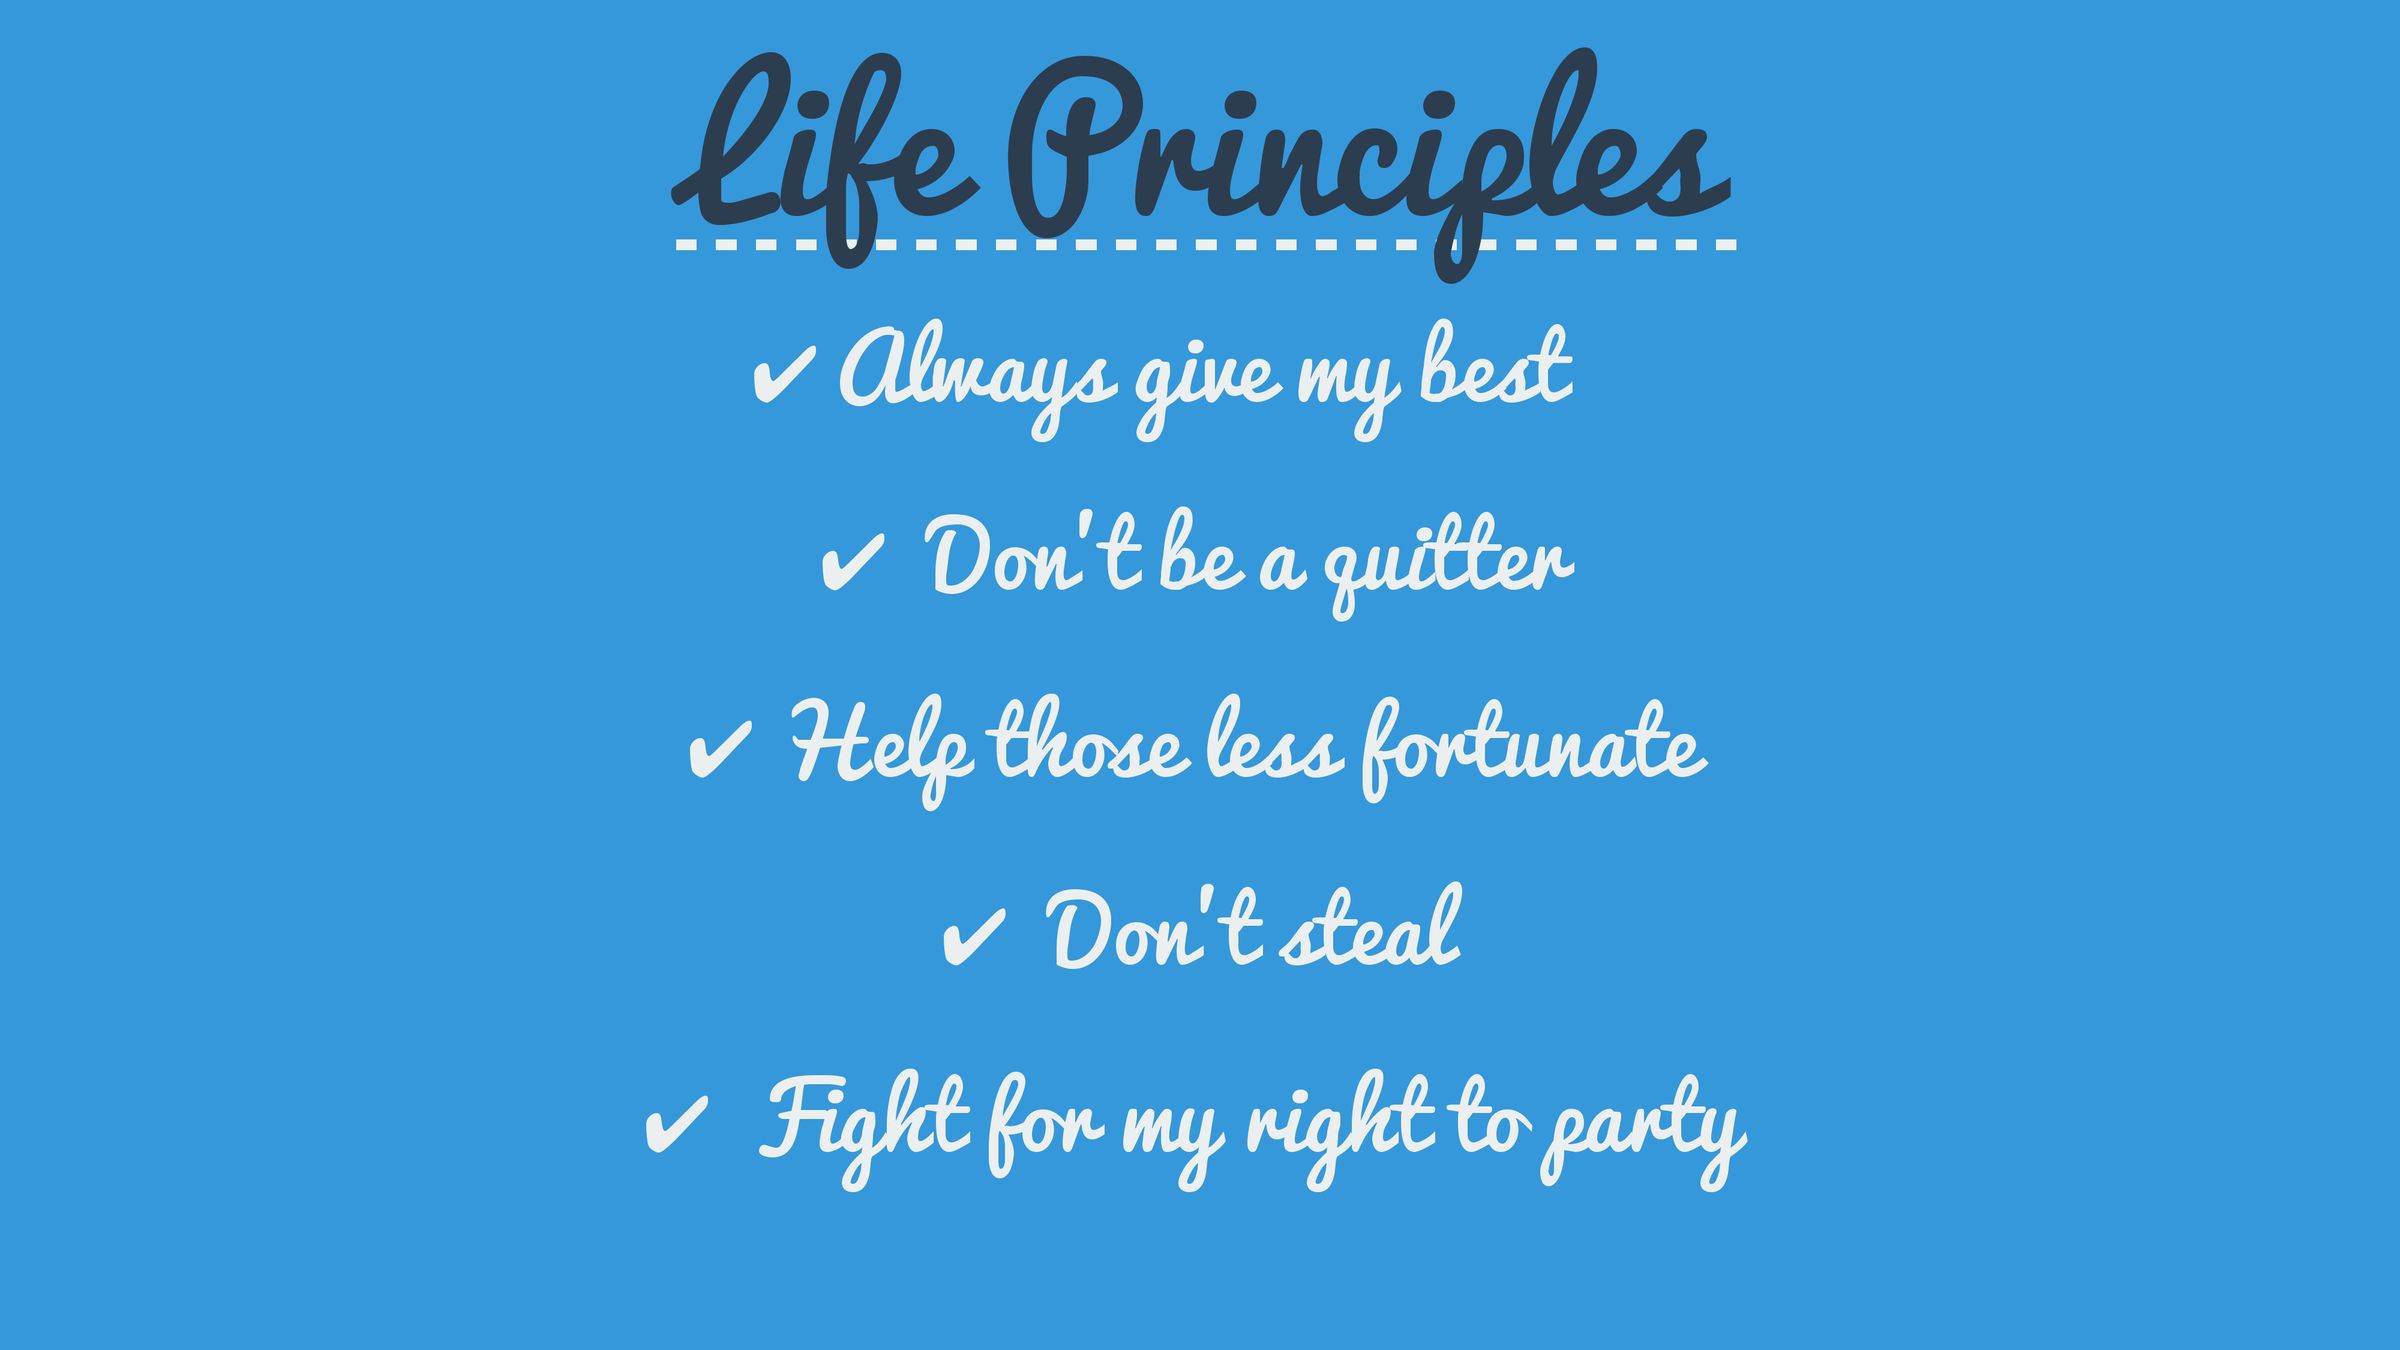 Life Principles
✔ Always give my best
✔ Don't be a quitter
✔ Help those less fortunate
✔ Don't steal
✔ Fight for my right to party